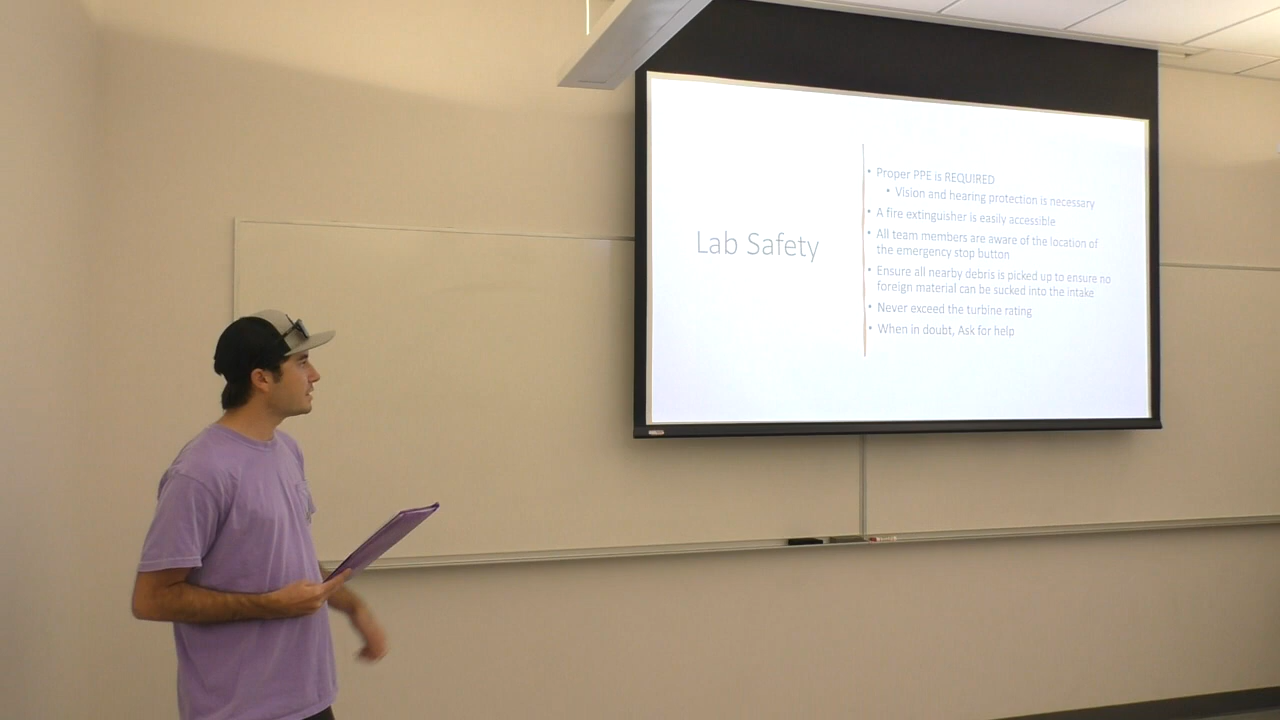 Lab Safety
• Proper PPE is REQUIRED
• Vision and hearing protection is necessary
• A fire extinguisher is easily accessible
• All team members are aware of the location of
the emergency stop button
• Ensure all nearby debris is picked up to ensure no
foreign material can be sucked into the intake
• Never exceed the turbine rating
• When in doubt, Ask for help